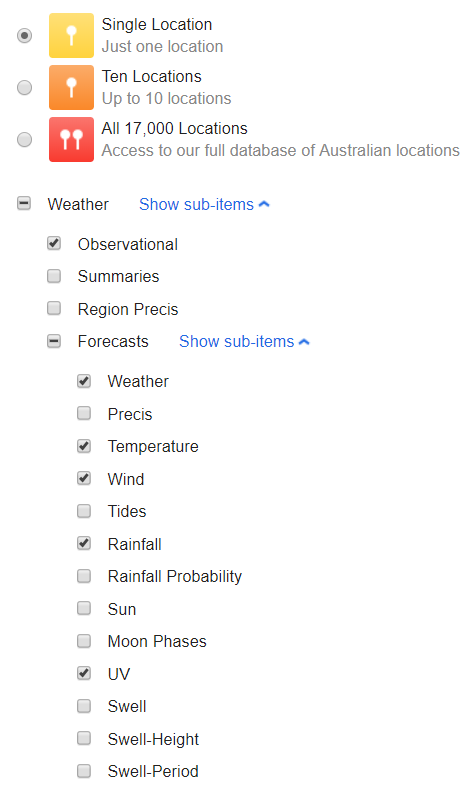 Single Location
Just one location
Ten Locations
Up to 10 locations
All 17,000 Locations
Access to our full database of Australian locations
Weather Show sub-items
Observational
Summaries
Region Precis
Forecasts Show sub-items
Weather
Precis
Temperature
Wind
Tides
Rainfall
Rainfall Probability
Sun
Moon Phases
UV
Swell
Swell-Height
Swell-Period